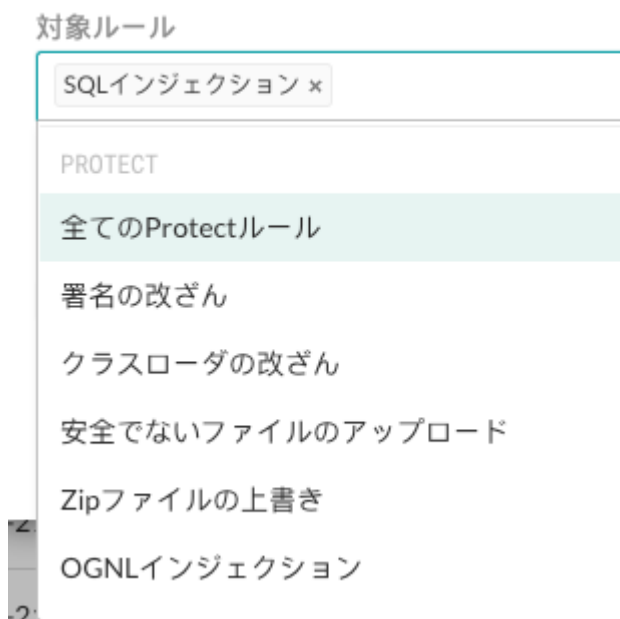 対象ルール
SQLインジェクション ×
PROTECT
全てのProtectルール
署名の改ざん
クラスローダの改ざん
安全でないファイルのアップロード
Zipファイルの上書き
OGNLインジェクション